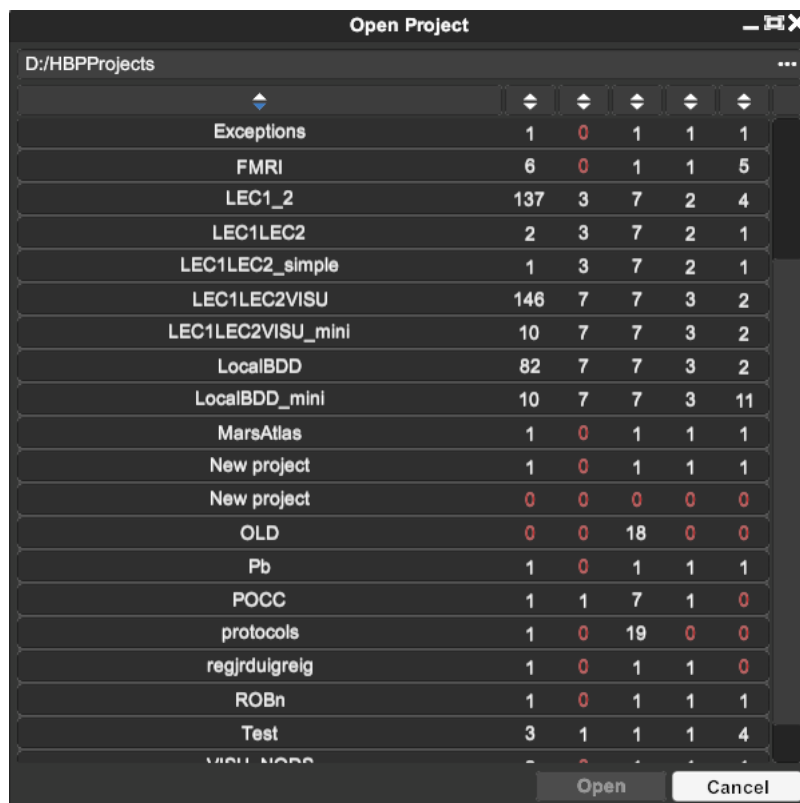 Open Project
D:/HBPProjects ...
Exceptions 1 0 1 1 1
FMRI 6 0 1 1 5
LEC1_2 137 3 7 2 4
LEC1LEC2 2 3 7 2 1
LEC1LEC2_simple 1 3 7 2 1
LEC1LEC2VISU 146 7 7 3 2
LEC1LEC2VISU_mini 10 7 7 3 2
LocalBDD 82 7 7 3 2
LocalBDD_mini 10 7 7 3 11
MarsAtlas 1 0 1 1 1
New project 1 0 1 1 1
New project 0 0 0 0 0
OLD 0 0 18 0 0
Pb 1 0 1 1 1
POCC 1 1 7 1 0
protocols 1 0 19 0 0
regjrduigreig 1 0 1 1 0
ROBn 1 0 1 1 1
Test 3 1 1 1 4
Open Cancel